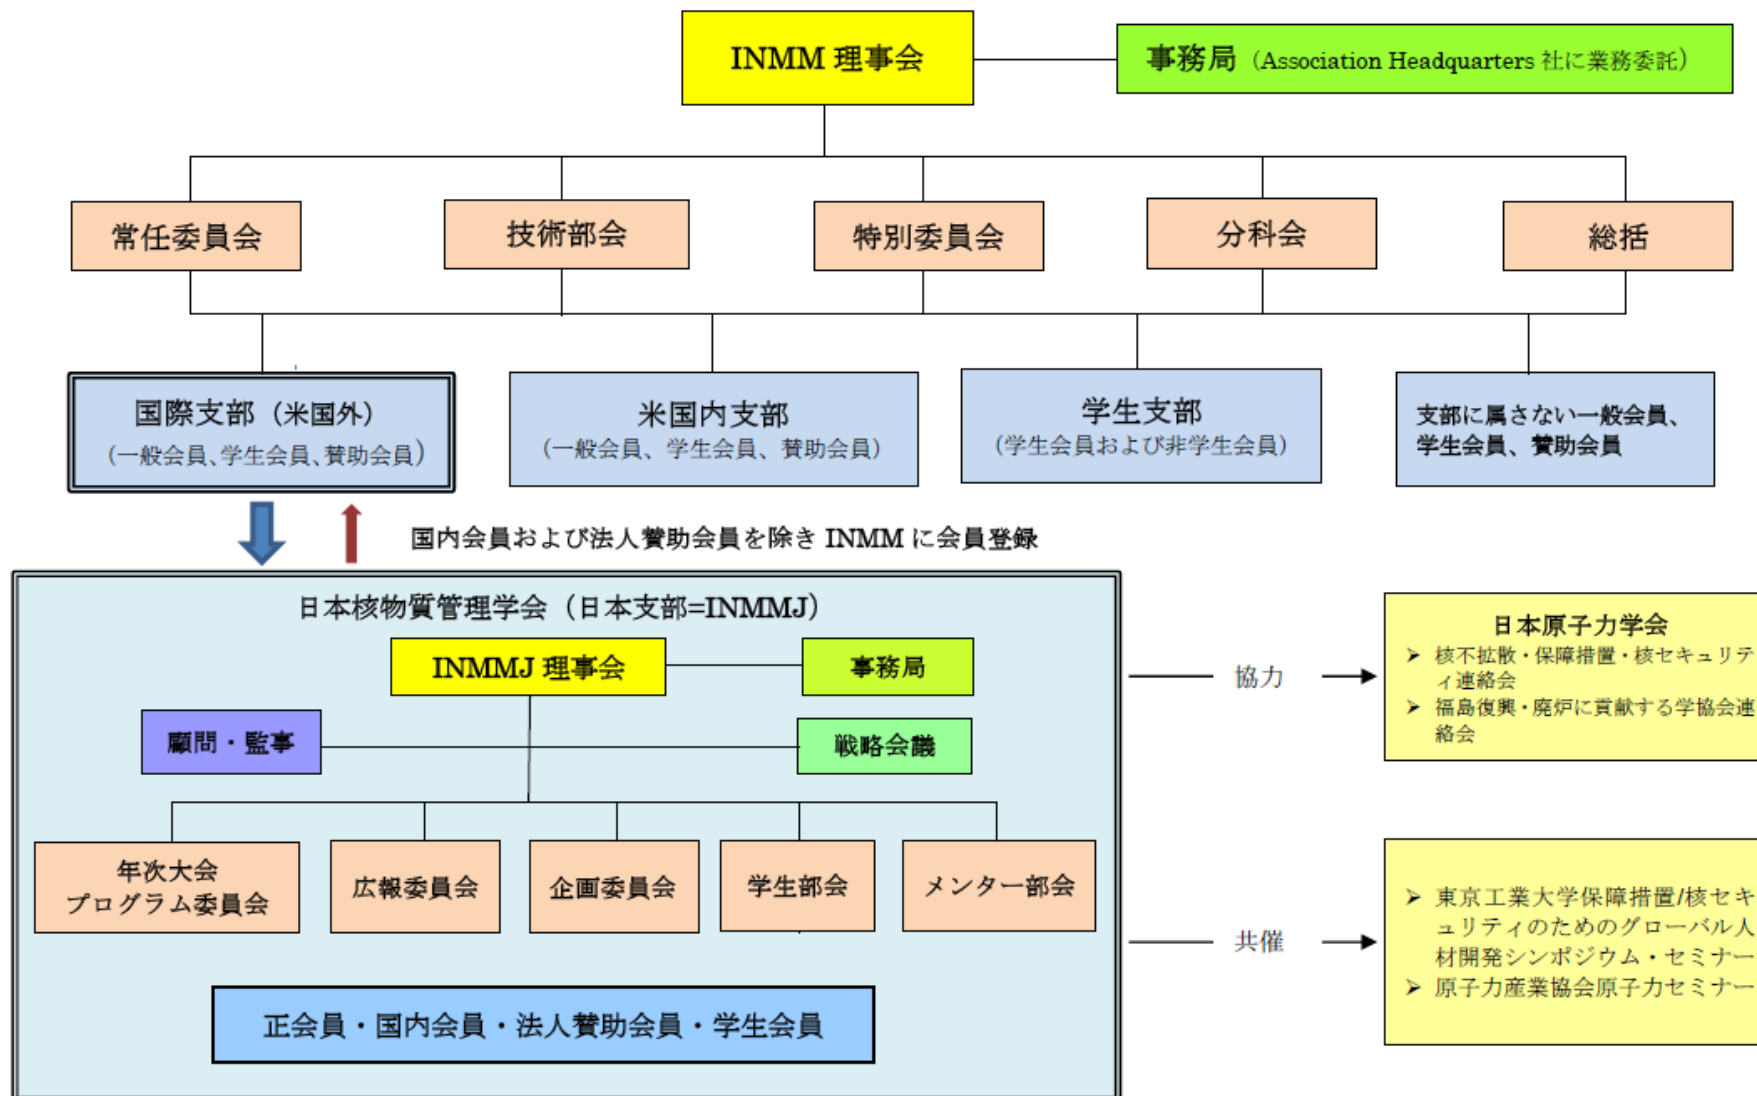 INMM 理事会
事務局（Association Headquarters 社に業務委託）
常任委員会
技術部会
特別委員会
分科会
総括
国際支部（米国外）
（一般会員、学生会員、賛助会員）
米国内支部
（一般会員、学生会員、賛助会員）
学生支部
（学生会員および非学生会員）
支部に属さない一般会員、
学生会員、賛助会員
国内会員および法人賛助会員を除き INMM に会員登録
日本核物質管理学会（日本支部=INMMJ）
INMMJ 理事会
事務局
顧問・監事
戦略会議
年次大会
プログラム委員会
広報委員会
企画委員会
学生部会
メンター部会
正会員・国内会員・法人賛助会員・学生会員
協力
日本原子力学会
➢ 核不拡散・保障措置・核セキュリテ
ィ連絡会
➢ 福島復興・廃炉に貢献する学協会連
絡会
共催
➢ 東京工業大学保障措置/核セキ
ュリティのためのグローバル人
材開発シンポジウム・セミナー
➢ 原子力産業協会原子力セミナー